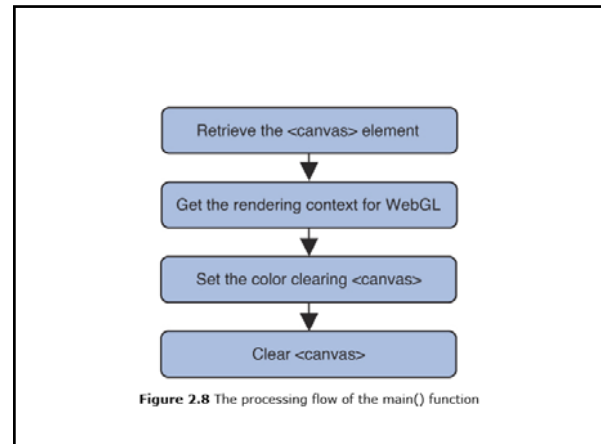 Retrieve the <canvas> element
Get the rendering context for WebGL
Set the color clearing <canvas>
Clear <canvas>
Figure 2.8 The processing flow of the main() function